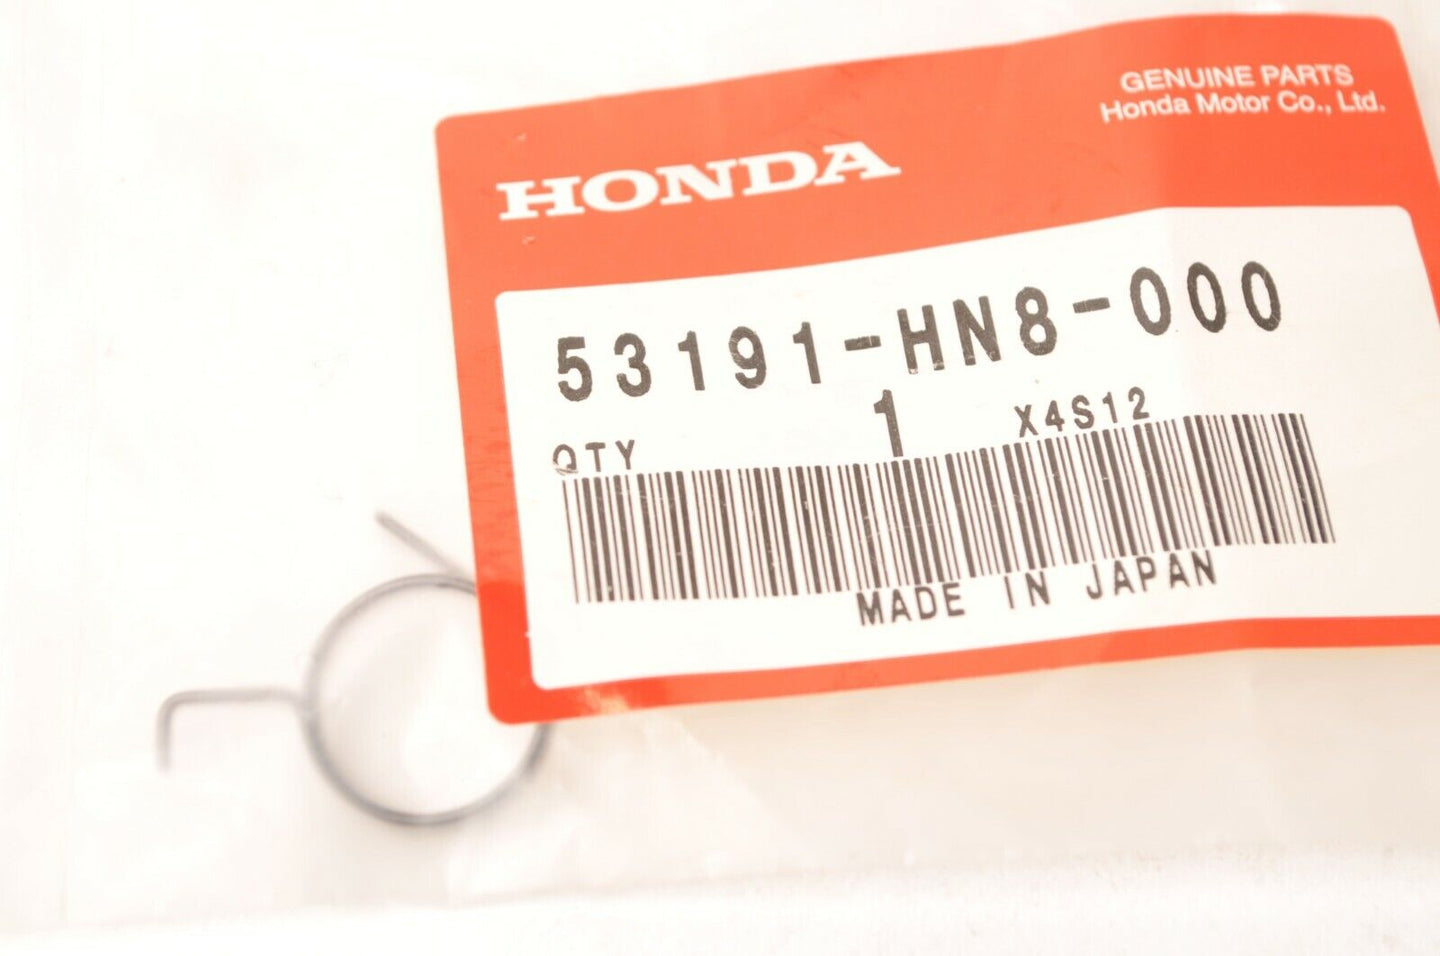 GENUINE PARTS
Honda Motor Co., Ltd.
HONDA
53191-HN8-000
QTY 1 X4S12
MADE IN JAPAN